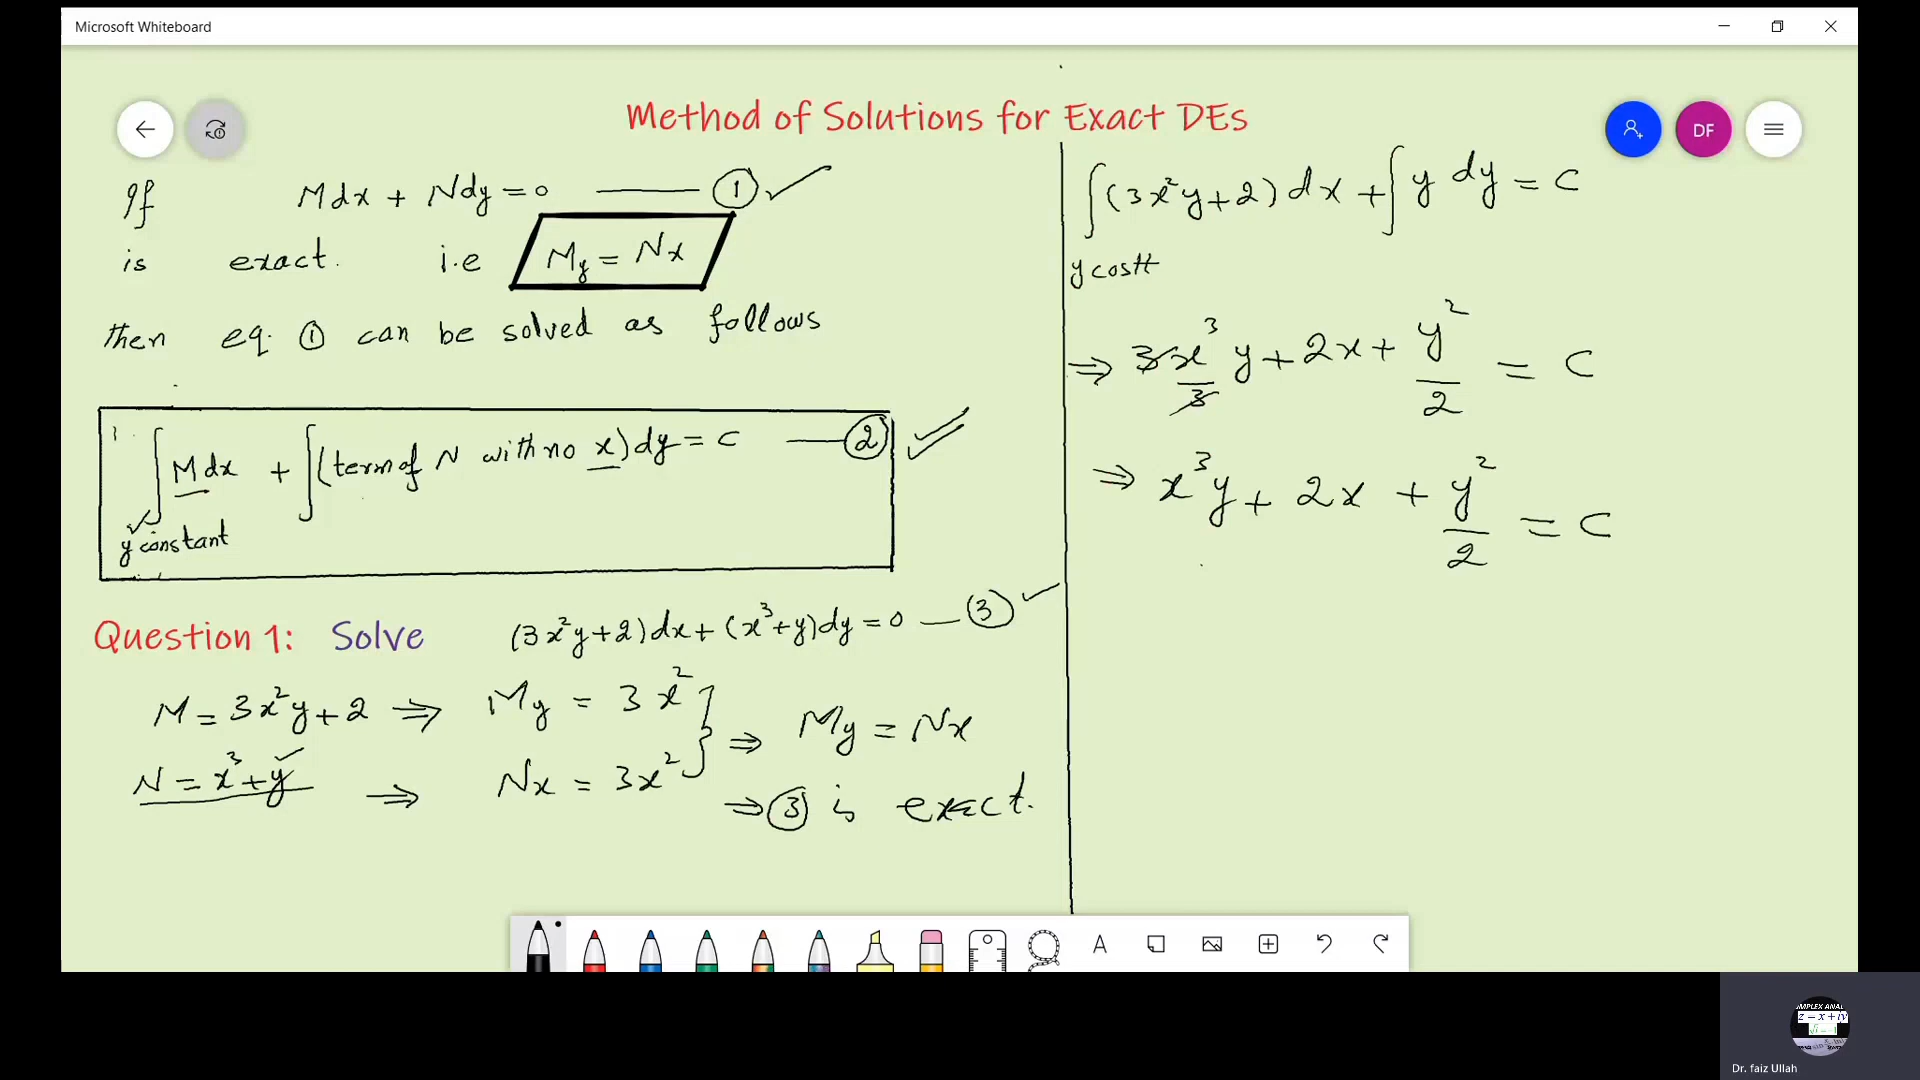 Microsoft Whiteboard
Method of Solutions for Exact DEs
DF
If Mdx + Ndy = 0 —— ①
is exact. i.e My = Nx
then eq. ① can be solved as follows
∫ Mdx + ∫(term of N with no x)dy = c —— ②
y constant
Question 1: Solve (3x²y+2)dx+(x³+y)dy=0 — ③
M = 3x²y+2 ⇒ My = 3x² } ⇒ My = Nx
N = x³+y ⇒ Nx = 3x²
⇒ ③ is exact.
∫(3x²y+2)dx + ∫y dy = c
y costt
⇒ 3x³/3 y + 2x + y²/2 = c
⇒ x³y + 2x + y²/2 = c
A
z = x + iy
Dr. faiz Ullah